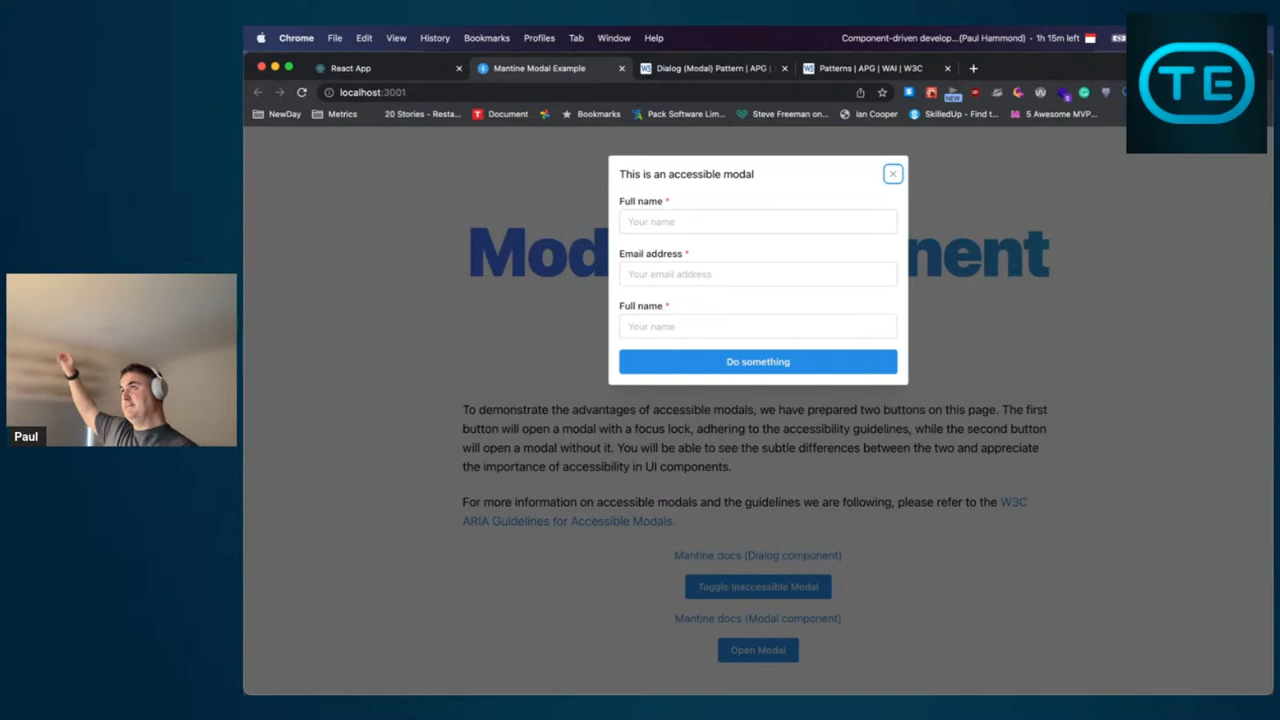 Chrome File Edit View History Bookmarks Profiles Tab Window Help Component-driven develop...(Paul Hammond) • 1h 15m left
React App Mantine Modal Example Dialog (Modal) Pattern | APG | Patterns | APG | WAI | W3C
localhost:3001
NEW
NewDay Metrics 20 Stories - Resta... Document Bookmarks Pack Software Lim... Steve Freeman on... Ian Cooper SkilledUp - Find t... 5 Awesome MVP...
TE
This is an accessible modal
Full name *
Your name
Email address *
Your email address
Full name *
Your name
Do something
Mod
nent
To demonstrate the advantages of accessible modals, we have prepared two buttons on this page. The first
button will open a modal with a focus lock, adhering to the accessibility guidelines, while the second button
will open a modal without it. You will be able to see the subtle differences between the two and appreciate
the importance of accessibility in UI components.
For more information on accessible modals and the guidelines we are following, please refer to the W3C
ARIA Guidelines for Accessible Modals.
Mantine docs (Dialog component)
Toggle Inaccessible Modal
Mantine docs (Modal component)
Open Modal
Paul